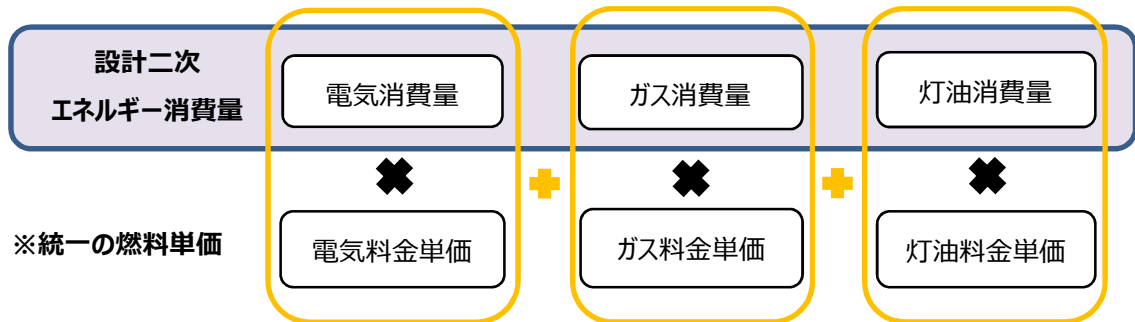 設計二次
エネルギー消費量
電気消費量
ガス消費量
灯油消費量
※統一の燃料単価
電気料金単価
ガス料金単価
灯油料金単価